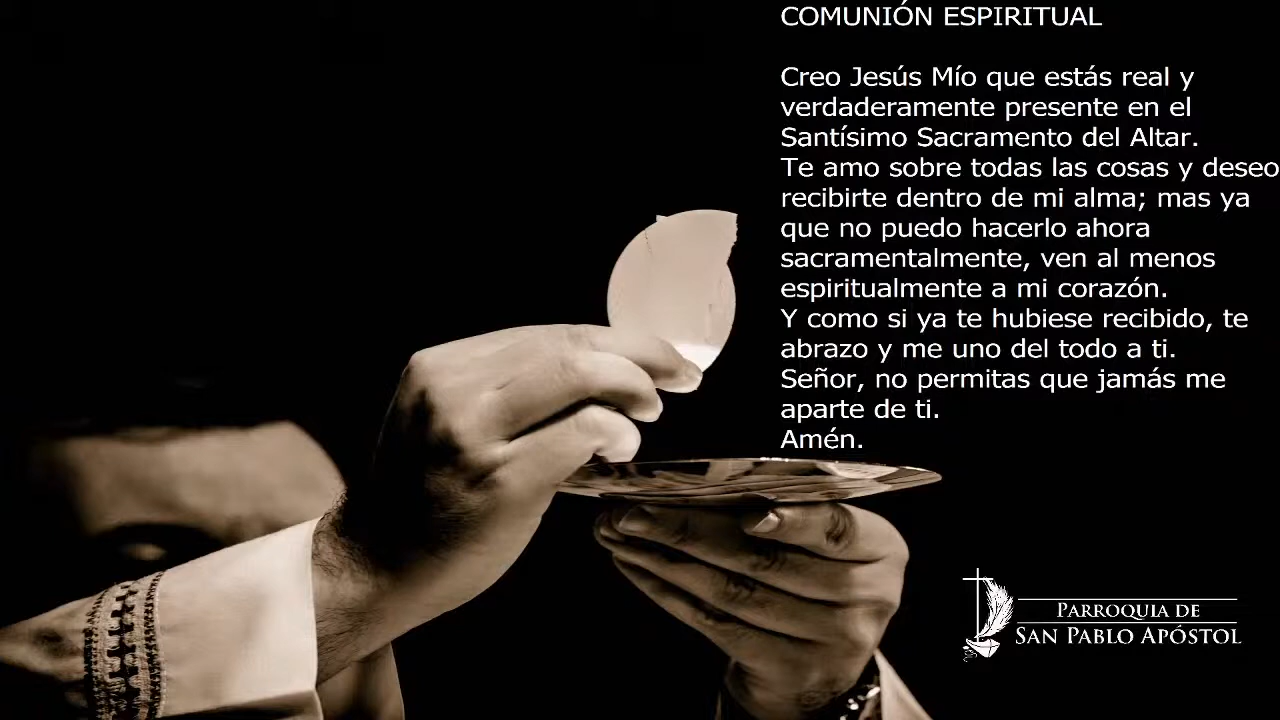 COMUNIÓN ESPIRITUAL
Creo Jesús Mío que estás real y
verdaderamente presente en el
Santísimo Sacramento del Altar.
Te amo sobre todas las cosas y deseo
recibirte dentro de mi alma; mas ya
que no puedo hacerlo ahora
sacramentalmente, ven al menos
espiritualmente a mi corazón.
Y como si ya te hubiese recibido, te
abrazo y me uno del todo a ti.
Señor, no permitas que jamás me
aparte de ti.
Amén.
PARROQUIA DE
SAN PABLO APÓSTOL